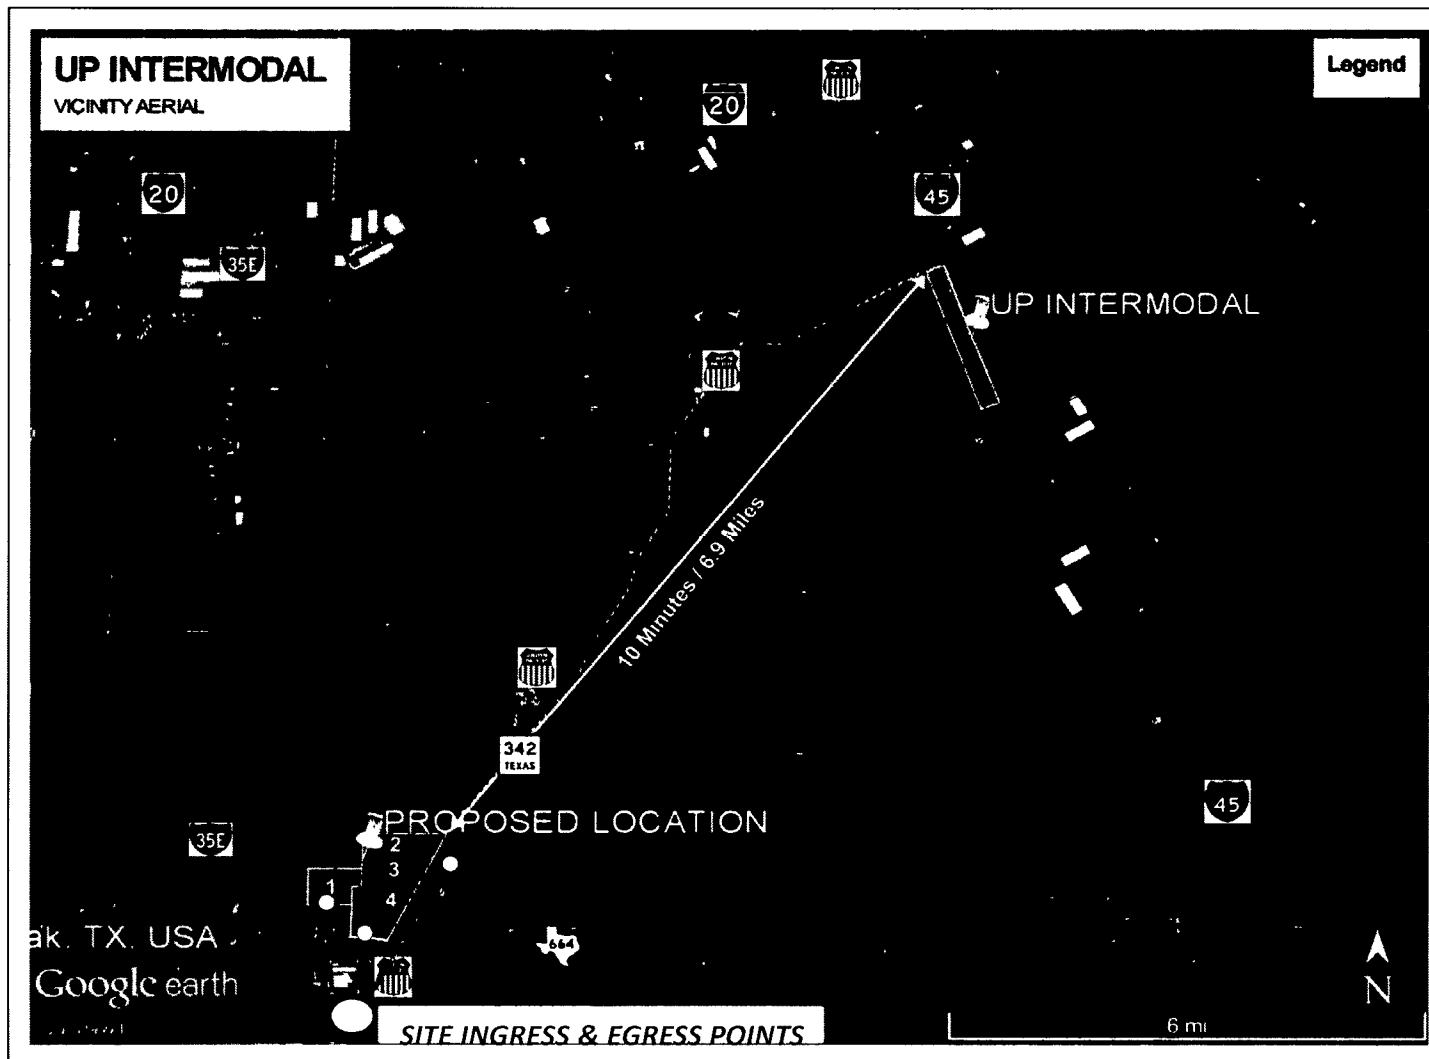 UP INTERMODAL
VICINITY AERIAL
Legend
20
20
45
35E
UP INTERMODAL
10 Minutes / 6.9 Miles
342
TEXAS
PROPOSED LOCATION
35E
45
2
3
1
4
ak, TX, USA
664
Google earth
N
SITE INGRESS & EGRESS POINTS
6 mi